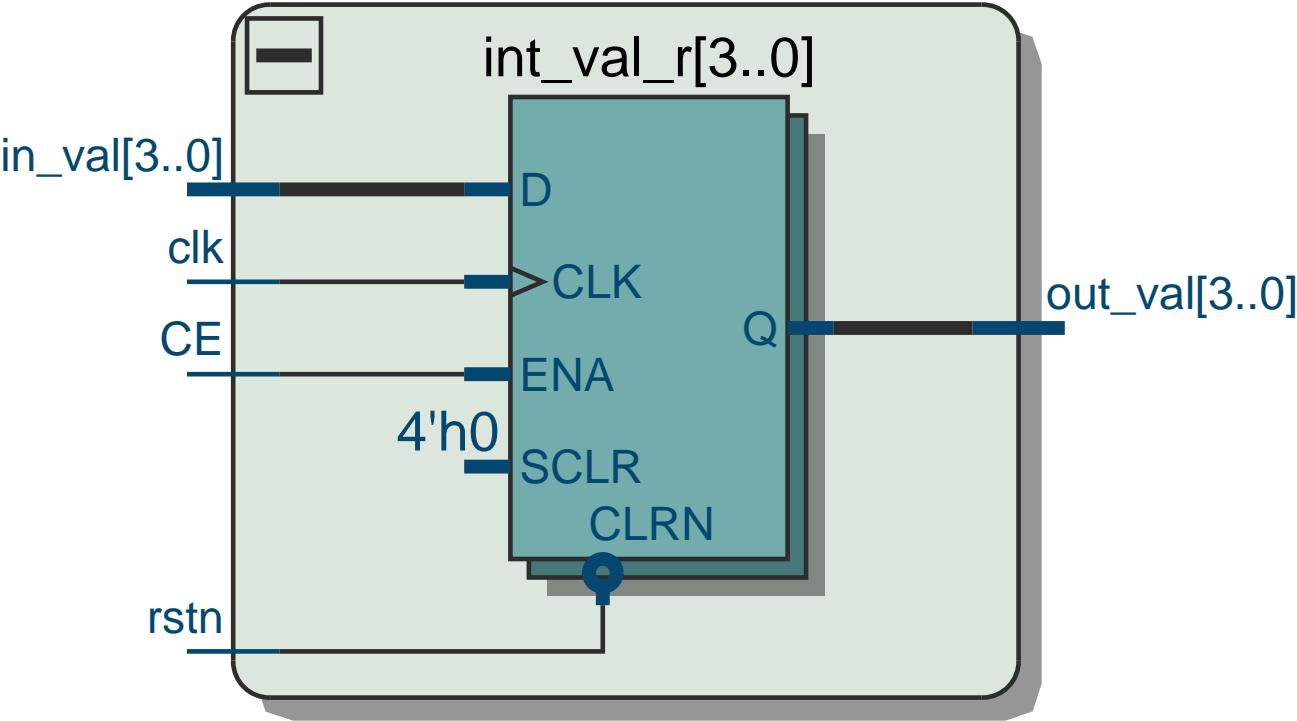 int_val_r[3..0]
in_val[3..0]
D
clk
CLK
out_val[3..0]
Q
CE
ENA
4'h0
SCLR
CLRN
rstn